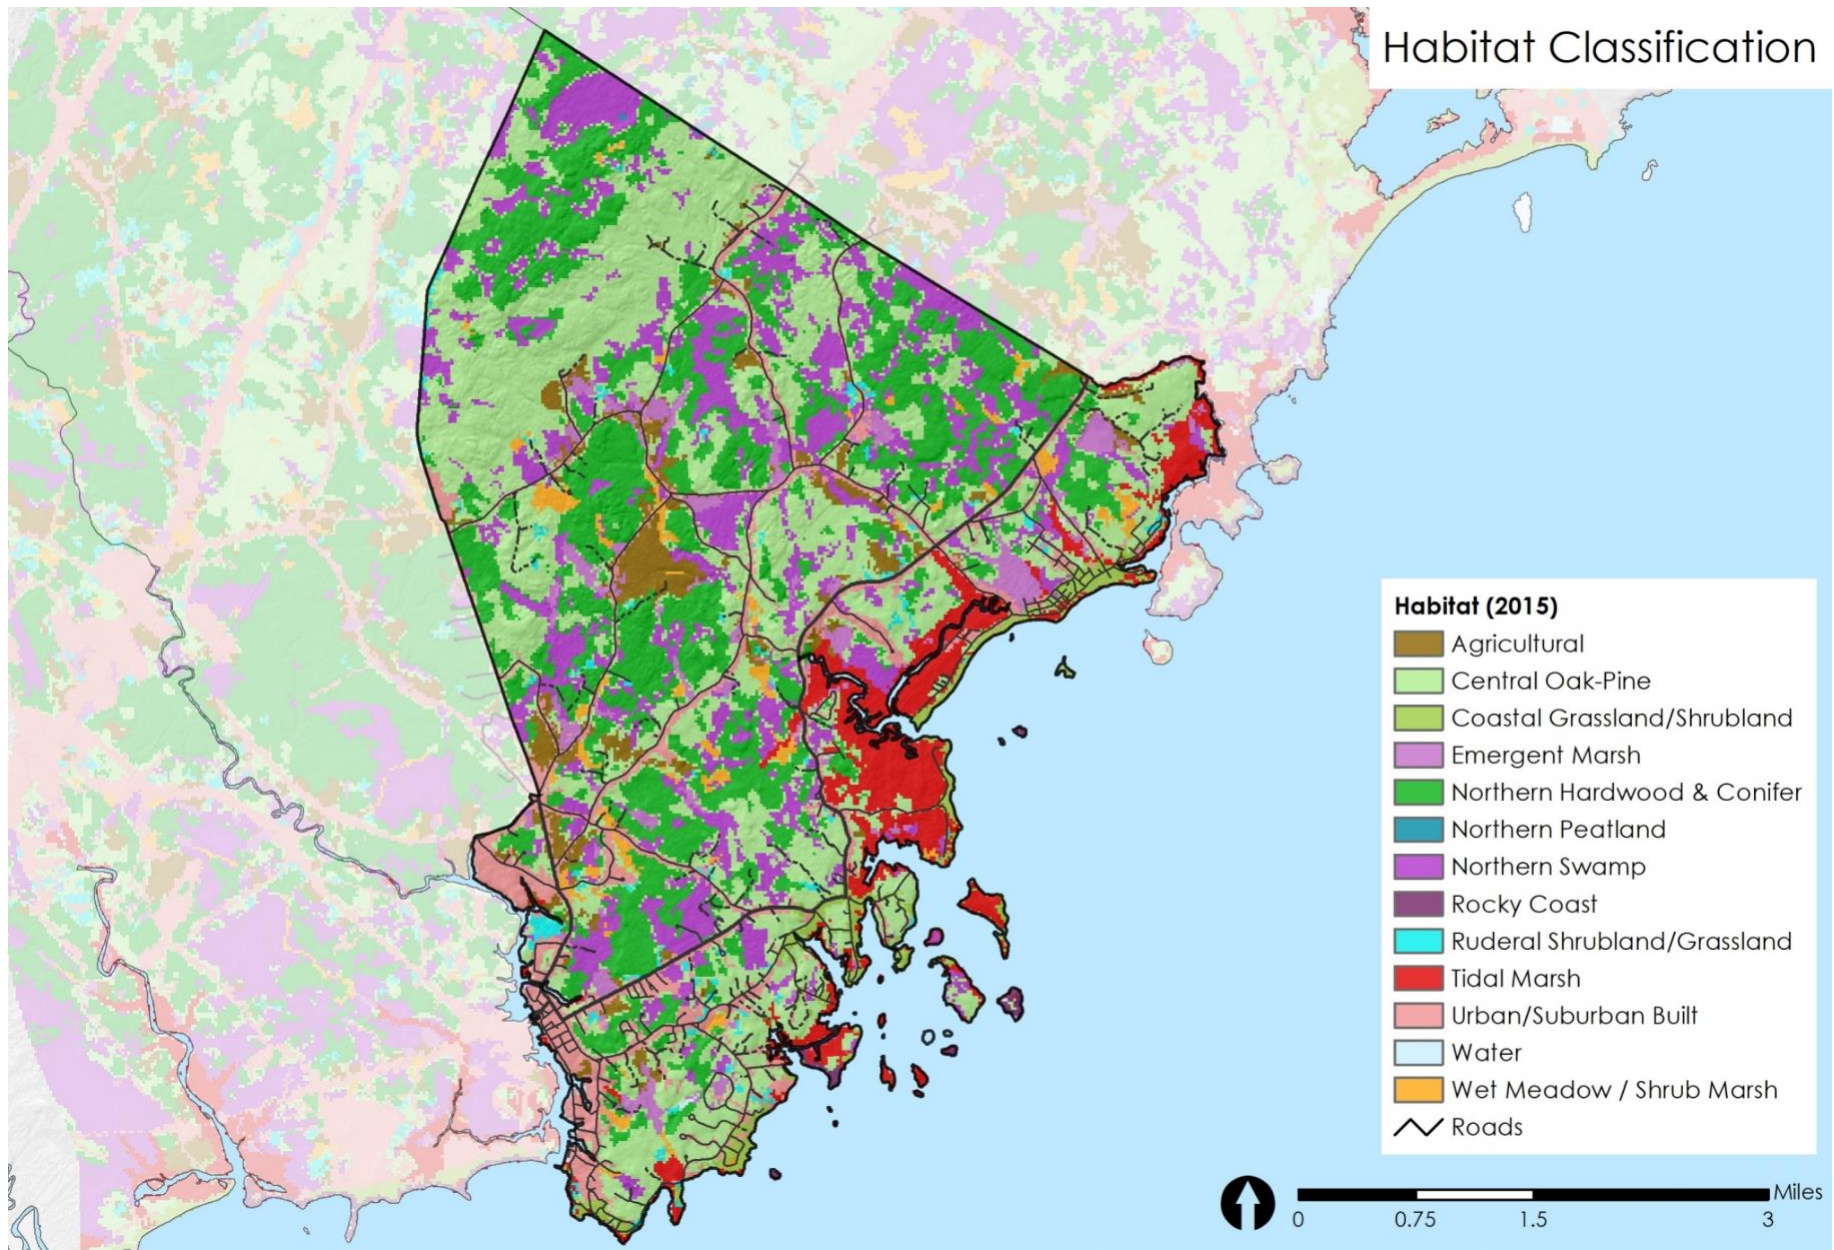 Habitat Classification
Habitat (2015)
Agricultural
Central Oak-Pine
Coastal Grassland/Shrubland
Emergent Marsh
Northern Hardwood & Conifer
Northern Peatland
Northern Swamp
Rocky Coast
Ruderal Shrubland/Grassland
Tidal Marsh
Urban/Suburban Built
Water
Wet Meadow / Shrub Marsh
Roads
Miles
0 0.75 1.5 3